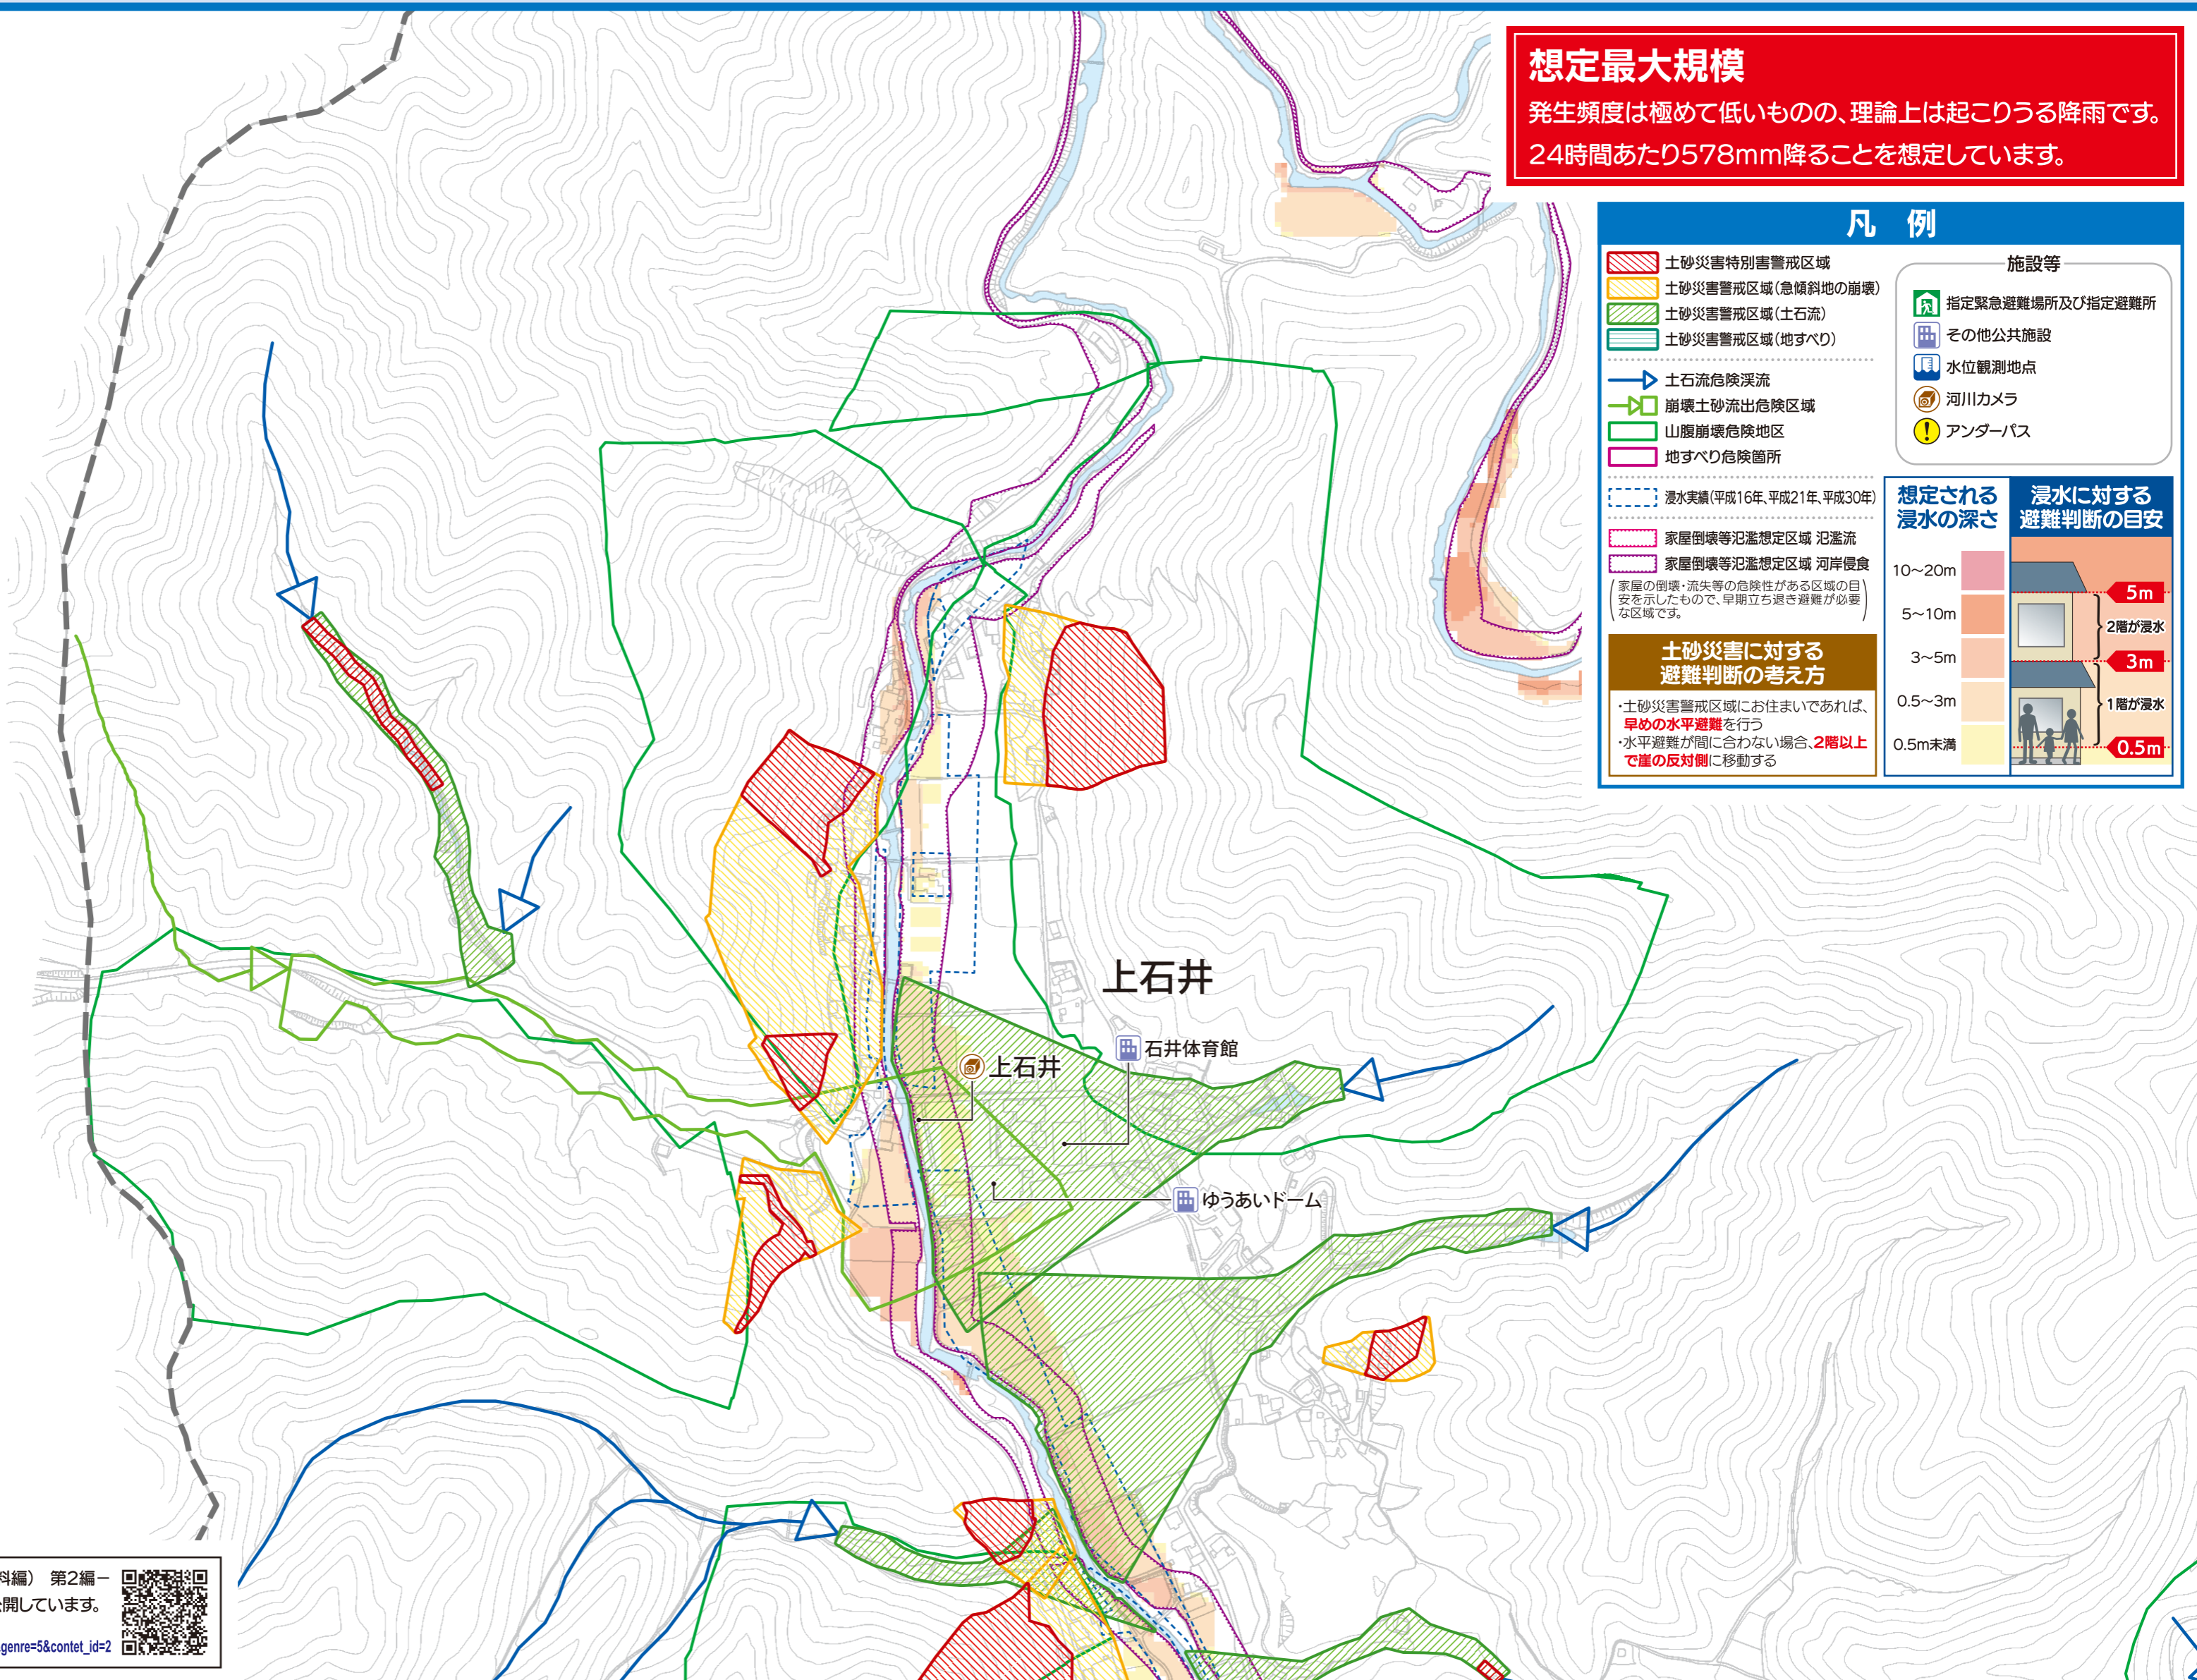 想定最大規模
発生頻度は極めて低いものの、理論上は起こりうる降雨です。
24時間あたり578mm降ることを想定しています。
凡 例
土砂災害特別害警戒区域
土砂災害警戒区域（急傾斜地の崩壊）
土砂災害警戒区域（土石流）
土砂災害警戒区域（地すべり）
土石流危険渓流
崩壊土砂流出危険区域
山腹崩壊危険地区
地すべり危険箇所
浸水実績（平成16年、平成21年、平成30年）
家屋倒壊等氾濫想定区域 氾濫流
家屋倒壊等氾濫想定区域 河岸侵食
（家屋の倒壊・流失等の危険性がある区域の目
安を示したもので、早期立ち退き避難が必要
な区域です。）
施設等
指定緊急避難場所及び指定避難所
その他公共施設
水位観測地点
河川カメラ
アンダーパス
土砂災害に対する
避難判断の考え方
・土砂災害警戒区域にお住まいであれば、
早めの水平避難を行う
・水平避難が間に合わない場合、2階以上
で崖の反対側に移動する
想定される
浸水の深さ
10～20m
5～10m
3～5m
0.5～3m
0.5m未満
浸水に対する
避難判断の目安
5m
2階が浸水
3m
1階が浸水
0.5m
上石井
石井体育館
上石井
ゆうあいドーム
料編） 第2編－
開しています。
genre=5&contet_id=2